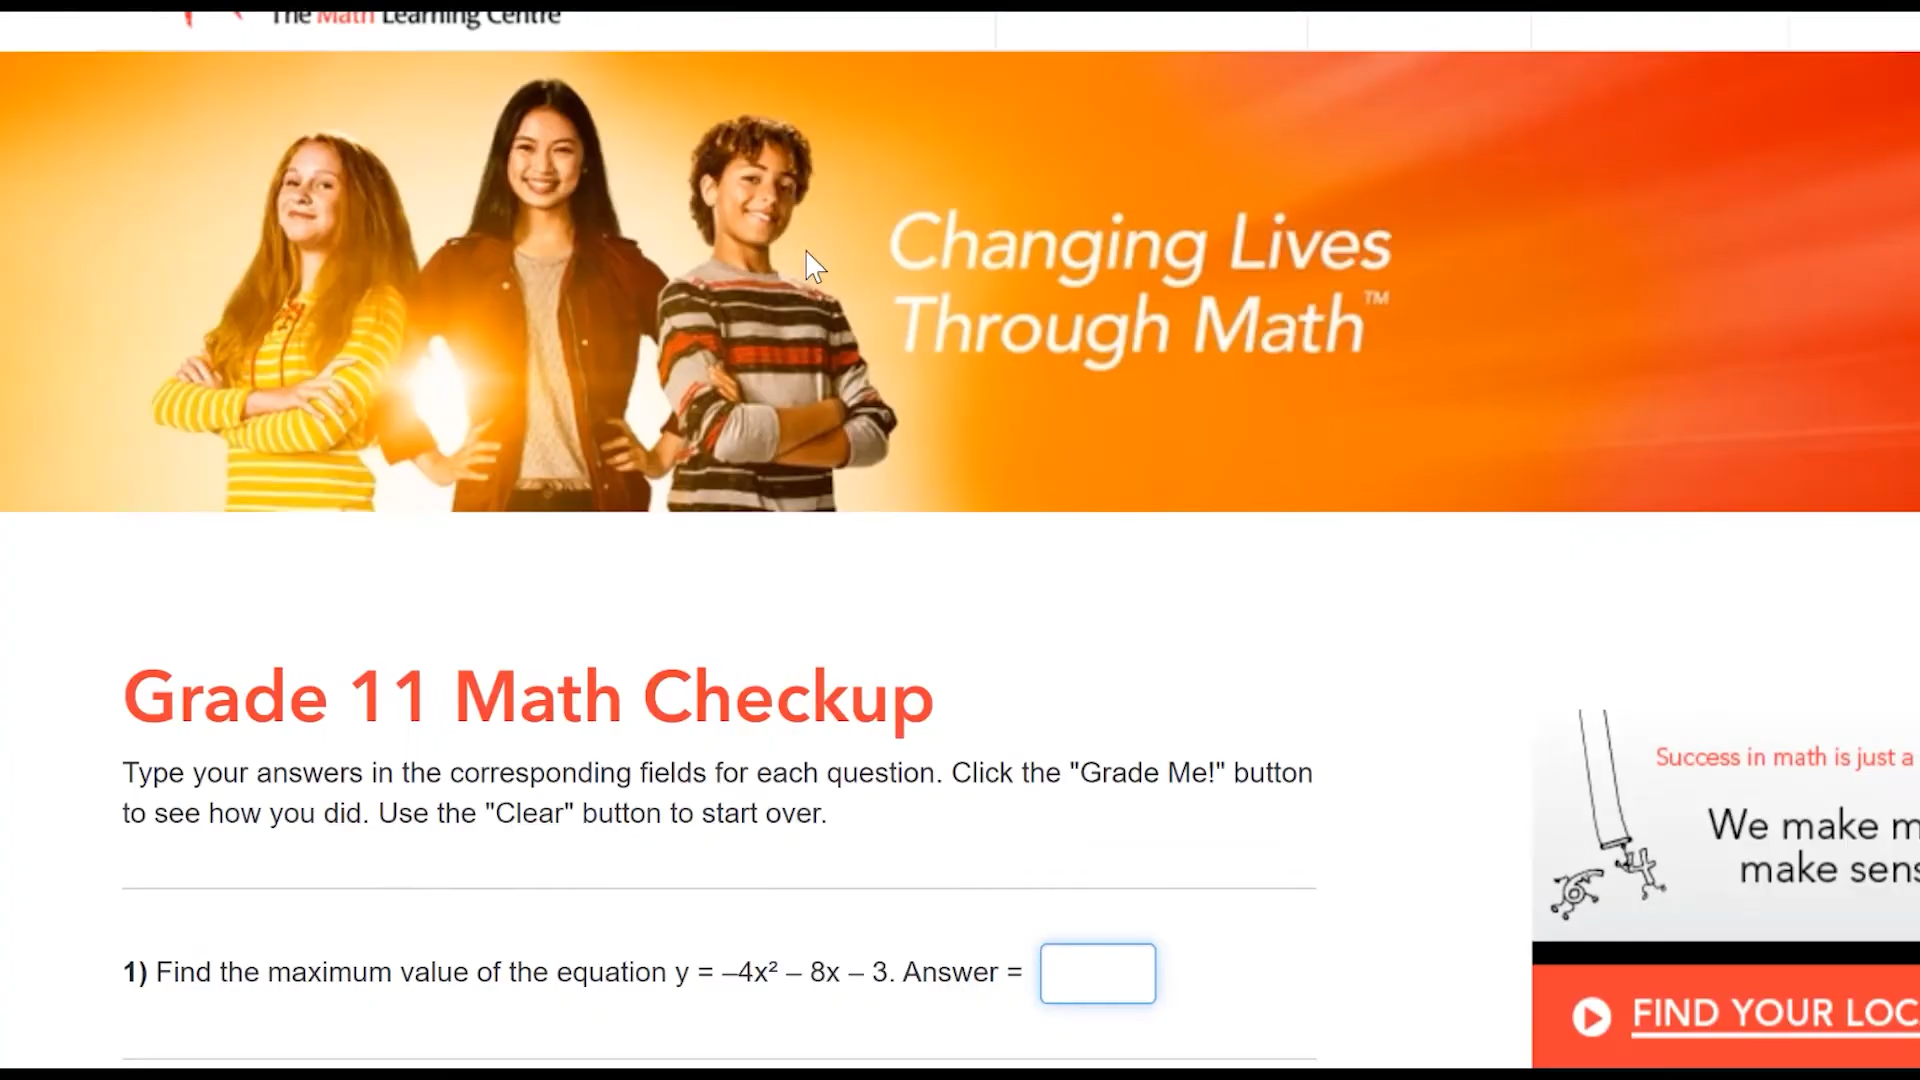 The Math Learning Centre
Changing Lives
Through Math™
Grade 11 Math Checkup
Type your answers in the corresponding fields for each question. Click the "Grade Me!" button
to see how you did. Use the "Clear" button to start over.
1) Find the maximum value of the equation y = –4x² – 8x – 3. Answer =
Success in math is just a
We make m
make sens
FIND YOUR LOC